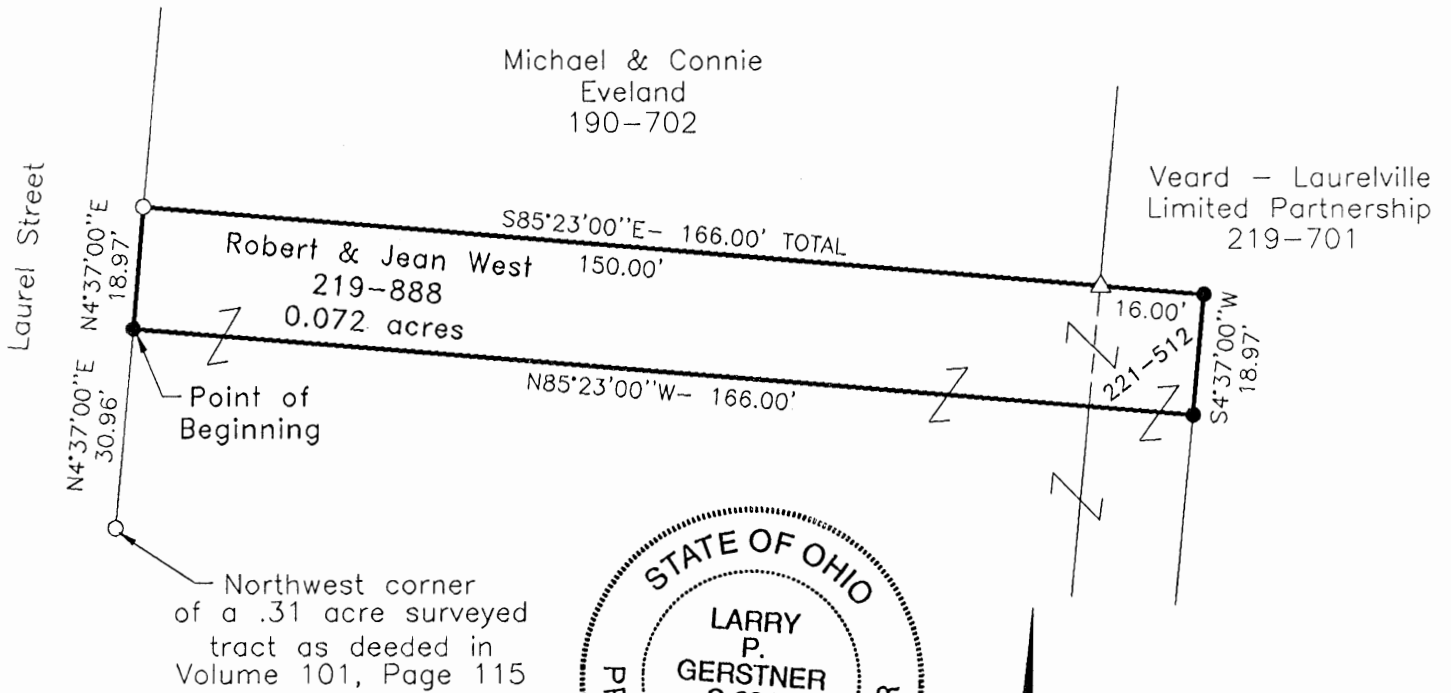 Michael & Connie
Eveland
190-702
Veard - Laurelville
Limited Partnership
219-701
Laurel Street
N4°37'00"E
18.97'
S85°23'00"E- 166.00' TOTAL
150.00'
Robert & Jean West
219-888
0.072 acres
16.00'
221-512
S4°37'00"W
18.97'
N85°23'00"W- 166.00'
Point of
Beginning
N4°37'00"E
30.96'
Northwest corner
of a .31 acre surveyed
tract as deeded in
Volume 101, Page 115
STATE OF OHIO
LARRY
P.
GERSTNER